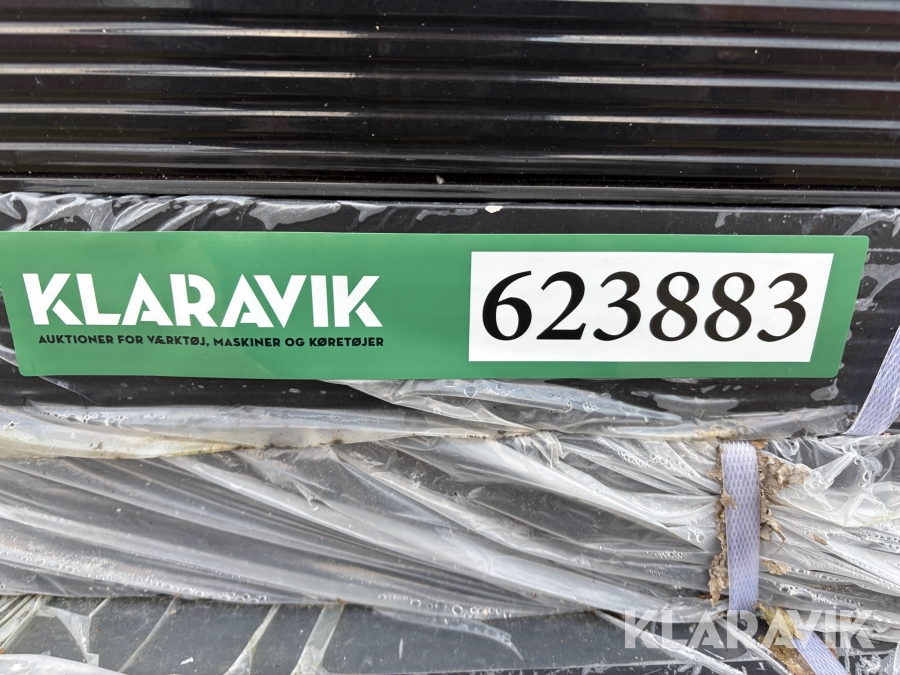 KLARAVIK
AUKTIONER FOR VÆRKTØJ, MASKINER OG KØRETØJER
623883
KLARAVIK